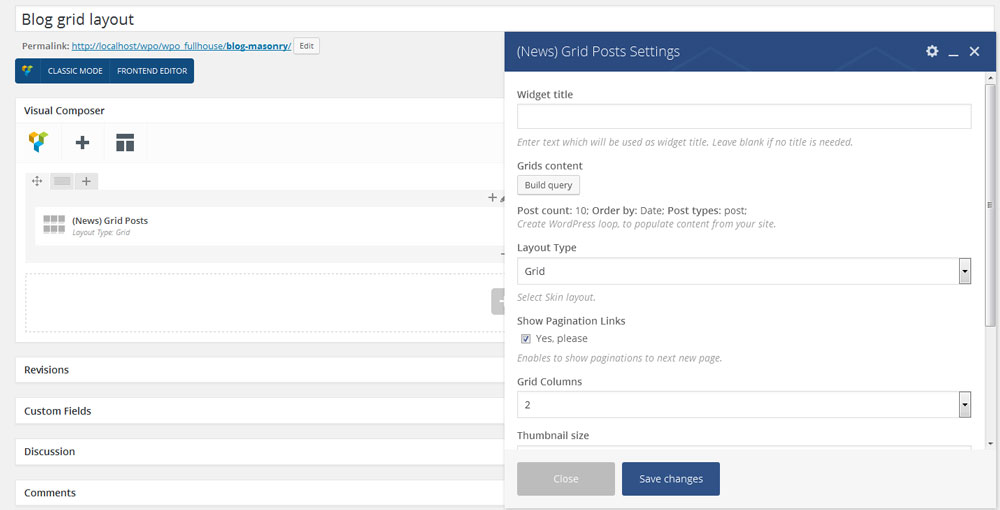 Blog grid layout
Permalink: http://localhost/wpo/wpo_fullhouse/blog-masonry/ Edit
CLASSIC MODE FRONTEND EDITOR
Visual Composer
(News) Grid Posts
Layout Type: Grid
Revisions
Custom Fields
Discussion
Comments
(News) Grid Posts Settings
Widget title
Enter text which will be used as widget title. Leave blank if no title is needed.
Grids content
Build query
Post count: 10; Order by: Date; Post types: post;
Create WordPress loop, to populate content from your site.
Layout Type
Grid
Select Skin layout.
Show Pagination Links
Yes, please
Enables to show paginations to next new page.
Grid Columns
2
Thumbnail size
Close Save changes